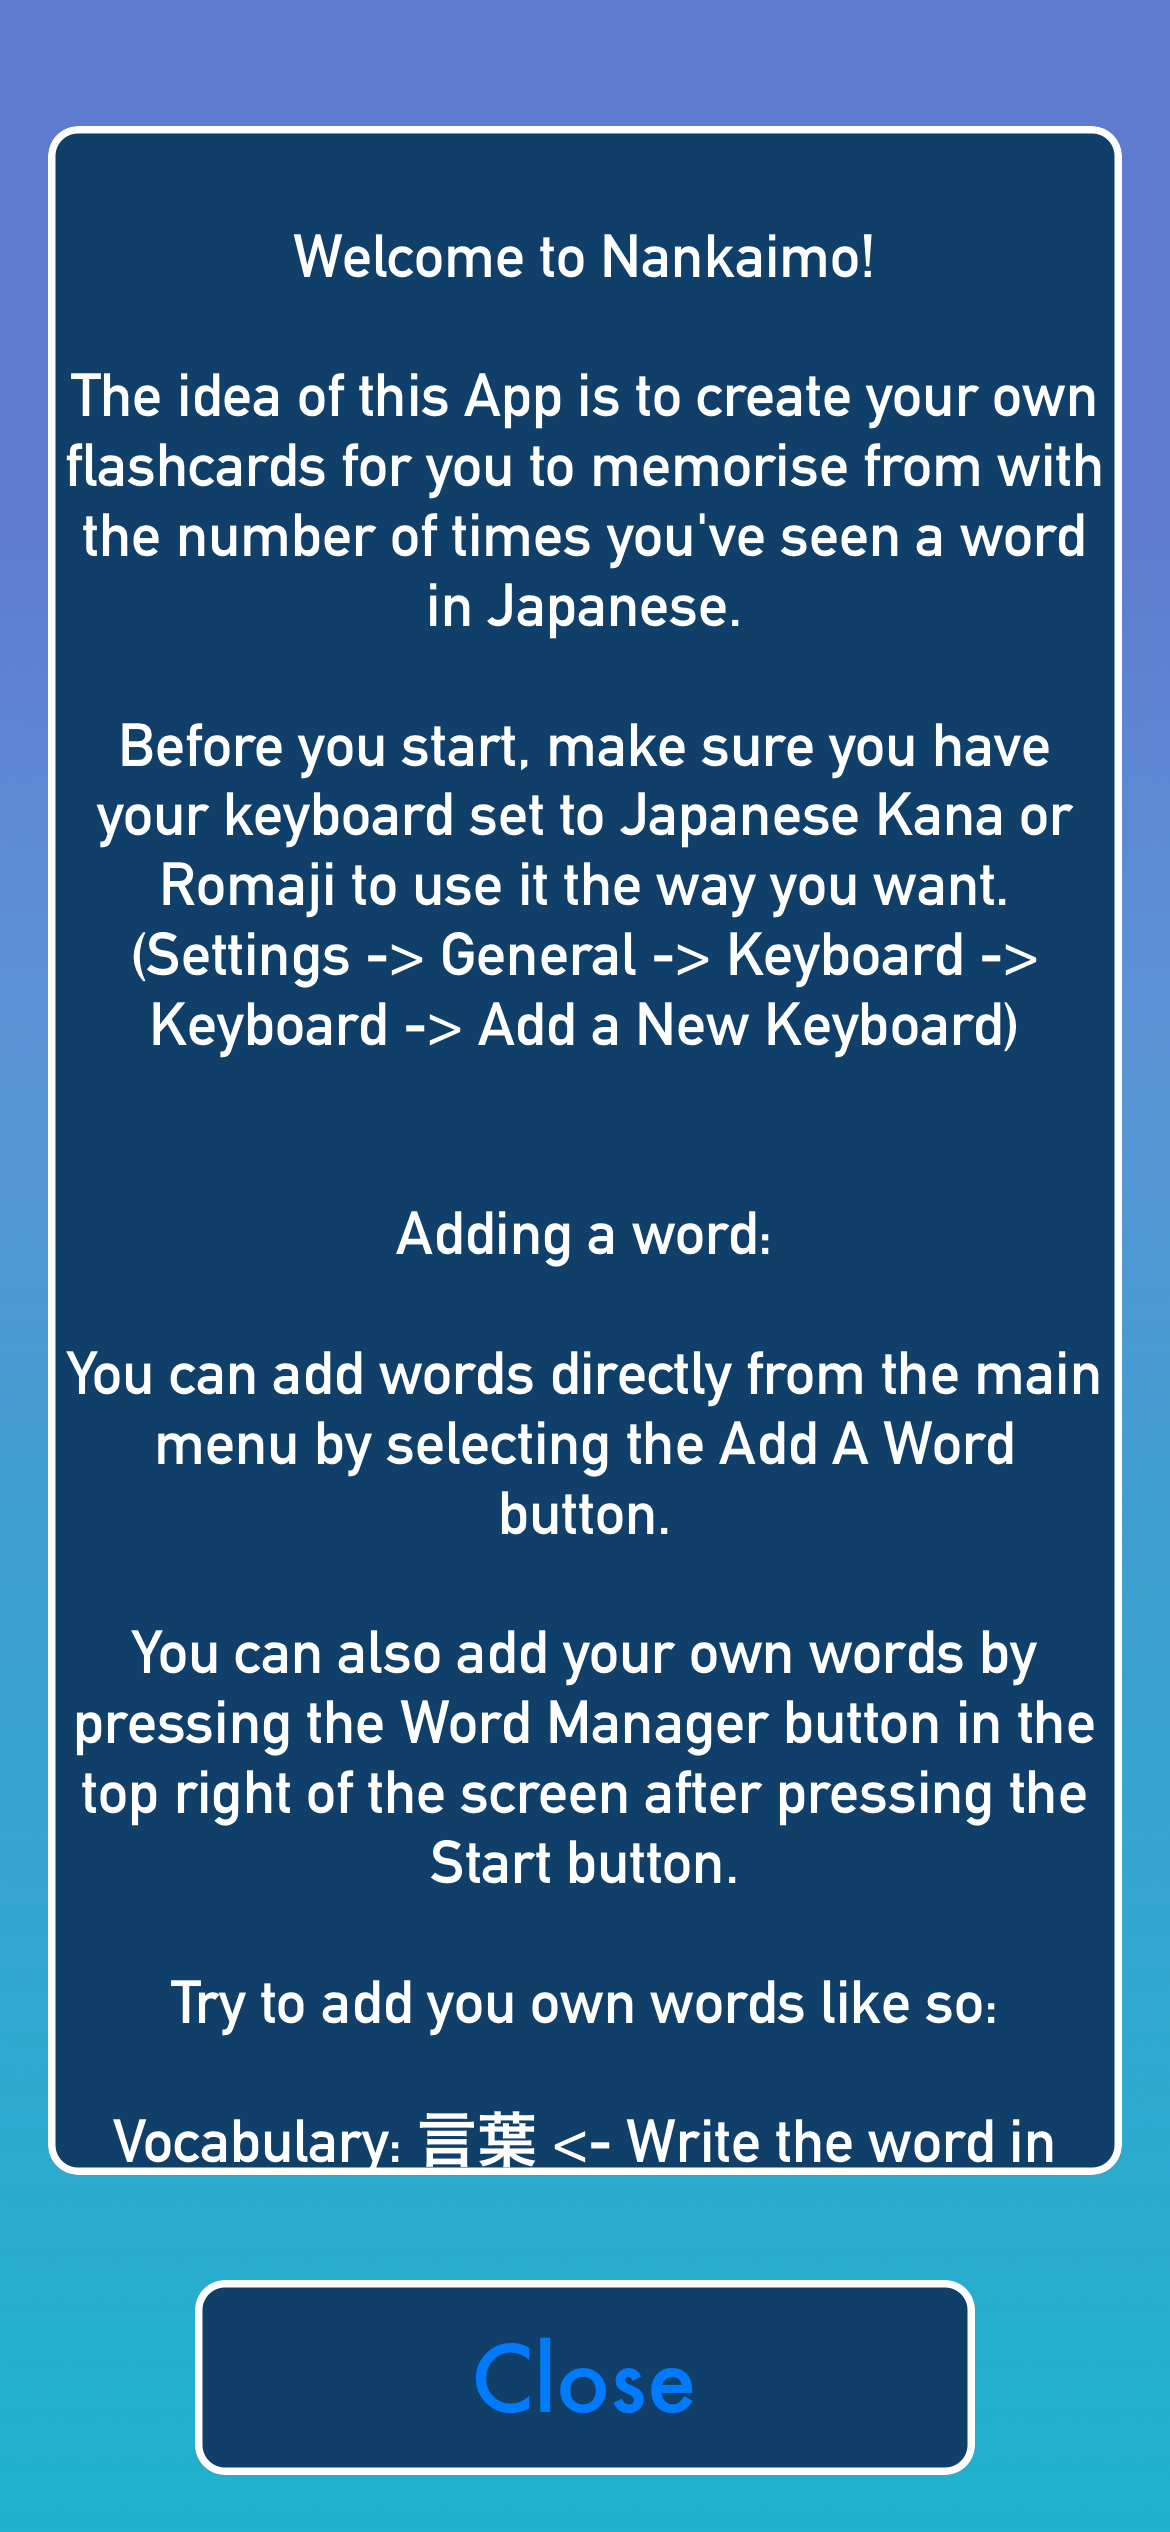 Welcome to Nankaimo!
The idea of this App is to create your own
flashcards for you to memorise from with
the number of times you've seen a word
in Japanese.
Before you start, make sure you have
your keyboard set to Japanese Kana or
Romaji to use it the way you want.
(Settings -> General -> Keyboard ->
Keyboard -> Add a New Keyboard)
Adding a word:
You can add words directly from the main
menu by selecting the Add A Word
button.
You can also add your own words by
pressing the Word Manager button in the
top right of the screen after pressing the
Start button.
Try to add you own words like so:
Vocabulary: 言葉 <- Write the word in
Close